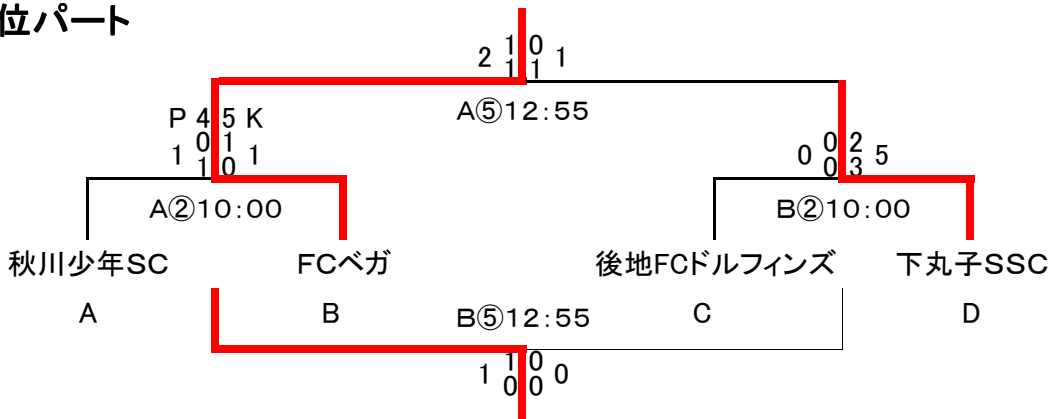 位パート
2 1 0 1
1 1
A⑤12:55
P 4 5 K
1 0 1 1
1 0
A②10:00
0 0 2 5
0 3
B②10:00
秋川少年SC
FCベガ
後地FCドルフィンズ
下丸子SSC
A
B
C
D
B⑤12:55
1 1 0 0
0 0